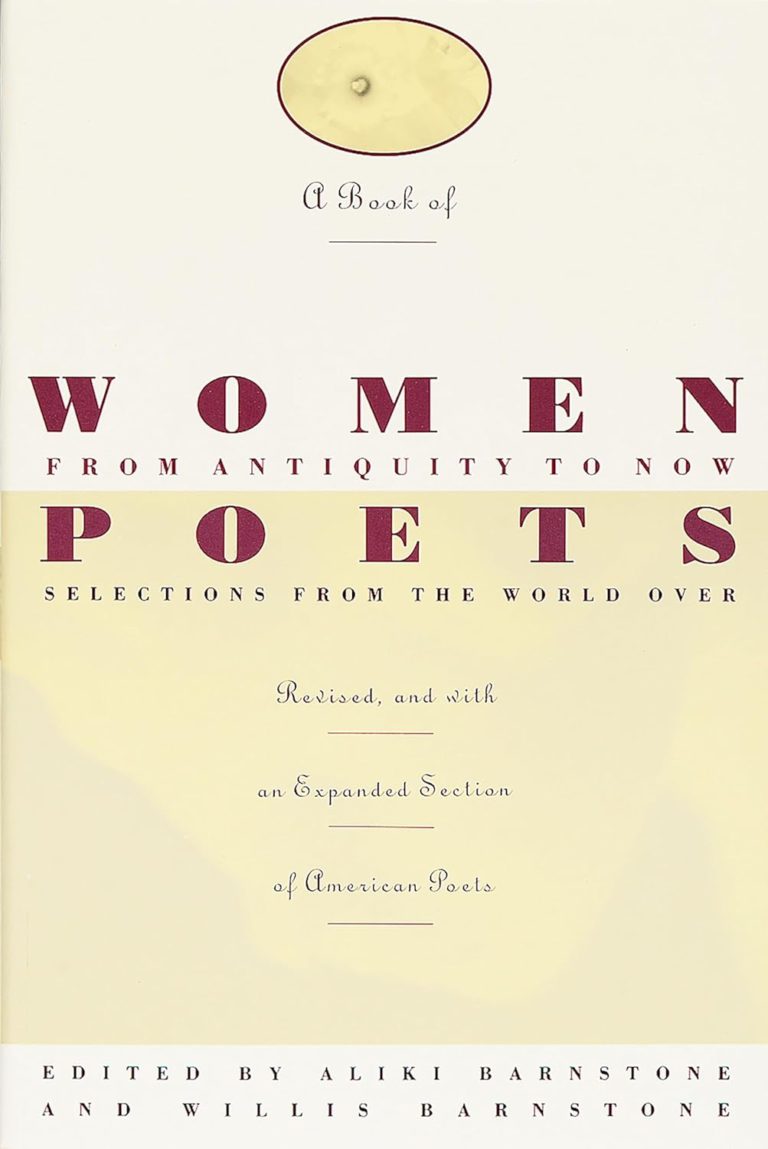 A Book of
WOMEN
FROM ANTIQUITY TO NOW
POETS
SELECTIONS FROM THE WORLD OVER
Revised, and with
an Expanded Section
of American Poets
EDITED BY ALIKI BARNSTONE
AND WILLIS BARNSTONE